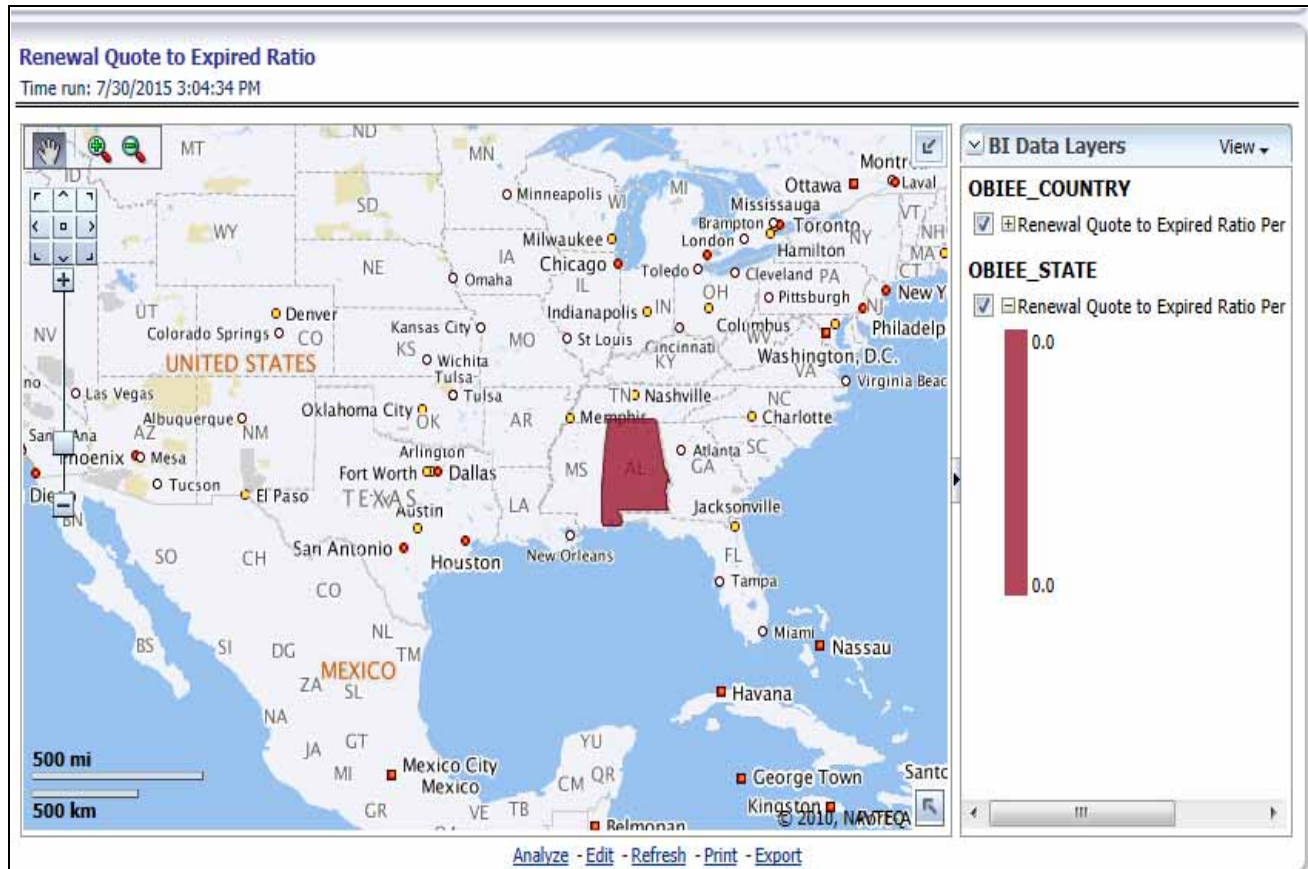 Renewal Quote to Expired Ratio
Time run: 7/30/2015 3:04:34 PM
ND
MT
MN
Montr
Ottawa
Laval
ID
Minneapolis
WI
MI
Mississauga
VT
SD
Brampton
Toronto
NY
NH
WY
Milwaukee
London
Hamilton
MA
IA
Chicago
Toledo
Cleveland
PA
CT
NE
Omaha
IL
OH
Pittsburgh
New Y
UT
Denver
Indianapolis
IN
NJ
NV
Colorado Springs
CO
Kansas City
MO
St Louis
Columbus
Philadelp
KS
Cincinnati
WV
UNITED STATES
Wichita
KY
Washington, D.C.
VA
no
Tulsa
Virginia Beac
Las Vegas
Tulsa
TN
Nashville
NC
Albuquerque
Oklahoma City
OK
AR
Memphis
Charlotte
San
Ana
AZ
NM
Arlington
Atlanta
SC
Phoenix
Mesa
Fort Worth
Dallas
MS
AL
GA
Tucson
El Paso
TEXAS
LA
Jacksonville
BN
Austin
SO
CH
San Antonio
Houston
New Orleans
FL
CO
Tampa
NL
BS
SI
DG
TM
Miami
Nassau
MEXICO
ZA
SL
Havana
NA
JA
GT
YU
500 mi
MI
Mexico City
Mexico
CM
QR
George Town
Santo
500 km
GR
VE
TB
Kingston
Belmopan
© 2010, NAVTEQ
BI Data Layers
View
OBIEE_COUNTRY
Renewal Quote to Expired Ratio Per
OBIEE_STATE
Renewal Quote to Expired Ratio Per
0.0
0.0
Analyze - Edit - Refresh - Print - Export